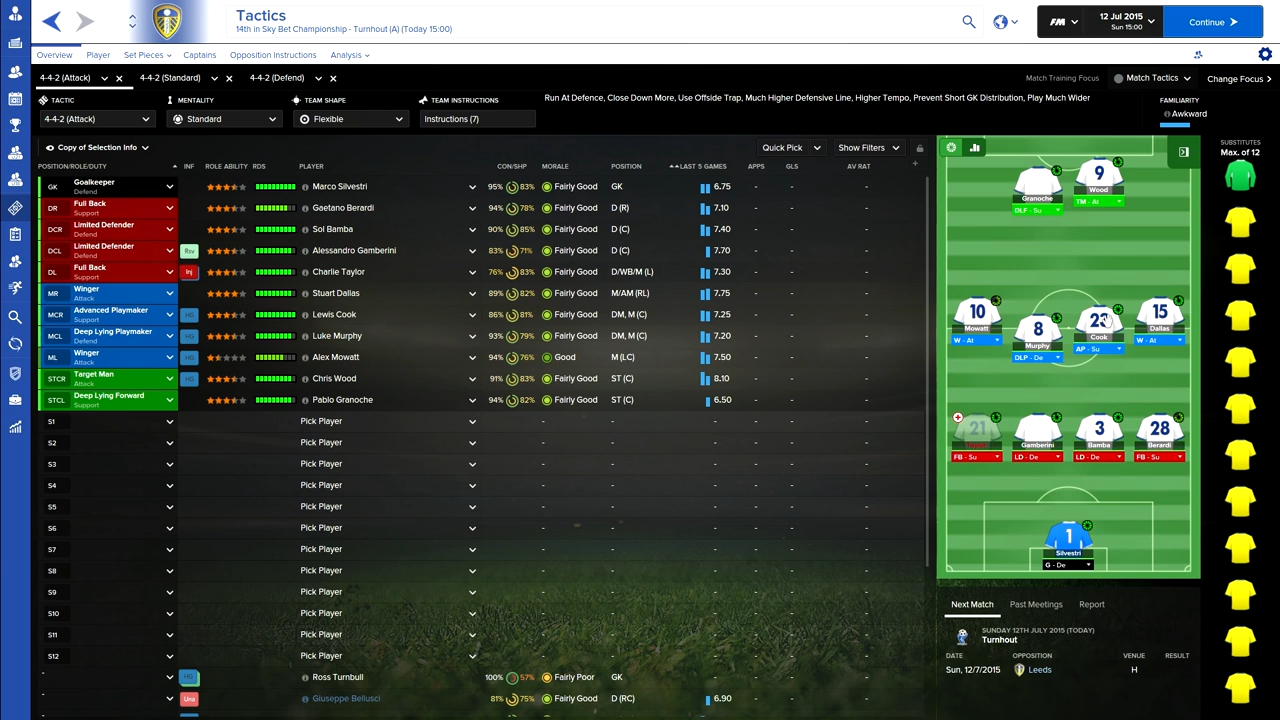 Tactics
14th in Sky Bet Championship - Turnhout (A) (Today 15:00)
FM
12 Jul 2015
Sun 15:00
Continue
Overview Player Set Pieces Captains Opposition Instructions Analysis
4-4-2 (Attack) 4-4-2 (Standard) 4-4-2 (Defend) Match Training Focus Match Tactics Change Focus
TACTIC MENTALITY TEAM SHAPE TEAM INSTRUCTIONS
4-4-2 (Attack) Standard Flexible Instructions (7)
Run At Defence, Close Down More, Use Offside Trap, Much Higher Defensive Line, Higher Tempo, Prevent Short GK Distribution, Play Much Wider
FAMILIARITY
Awkward
Copy of Selection Info Quick Pick Show Filters
POSITION/ROLE/DUTY INF ROLE ABILITY RDS PLAYER CON/SHP MORALE POSITION LAST 5 GAMES APPS GLS AV RAT
GK Goalkeeper Defend Marco Silvestri 95% 83% Fairly Good GK 6.75 - - -
DR Full Back Support Gaetano Berardi 94% 78% Fairly Good D (R) 7.10 - - -
DCR Limited Defender Defend Sol Bamba 90% 85% Fairly Good D (C) 7.40 - - -
DCL Limited Defender Defend Rsv Alessandro Gamberini 83% 71% Fairly Good D (C) 7.70 - - -
DL Full Back Support Inj Charlie Taylor 76% 83% Fairly Good D/WB/M (L) 7.30 - - -
MR Winger Attack Stuart Dallas 89% 82% Fairly Good M/AM (RL) 7.75 - - -
MCR Advanced Playmaker Support HG Lewis Cook 86% 81% Fairly Good DM, M (C) 7.25 - - -
MCL Deep Lying Playmaker Defend HG Luke Murphy 93% 79% Fairly Good DM, M (C) 7.20 - - -
ML Winger Attack HG Alex Mowatt 94% 76% Good M (LC) 7.50 - - -
STCR Target Man Attack HG Chris Wood 91% 83% Fairly Good ST (C) 8.10 - - -
STCL Deep Lying Forward Support Pablo Granoche 94% 82% Fairly Good ST (C) 6.50 - - -
S1 Pick Player - - - - - -
S2 Pick Player - - - - - -
S3 Pick Player - - - - - -
S4 Pick Player - - - - - -
S5 Pick Player - - - - - -
S6 Pick Player - - - - - -
S7 Pick Player - - - - - -
S8 Pick Player - - - - - -
S9 Pick Player - - - - - -
S10 Pick Player - - - - - -
S11 Pick Player - - - - - -
S12 Pick Player - - - - - -
- HG Ross Turnbull 100% 57% Fairly Poor GK - - - -
- Una Giuseppe Bellusci 81% 75% Fairly Good D (RC) 6.90 - - -
9
Granoche Wood
DLF - Su TM - At
10 8 23 15
Mowatt Murphy Cook Dallas
W - At DLP - De AP - Su W - At
21 3 28
Taylor Gamberini Bamba Berardi
FB - Su LD - De LD - De FB - Su
1
Silvestri
G - De
SUBSTITUTES
Max. of 12
Next Match Past Meetings Report
SUNDAY 12TH JULY 2015 (TODAY)
Turnhout
DATE OPPOSITION VENUE RESULT
Sun, 12/7/2015 Leeds H